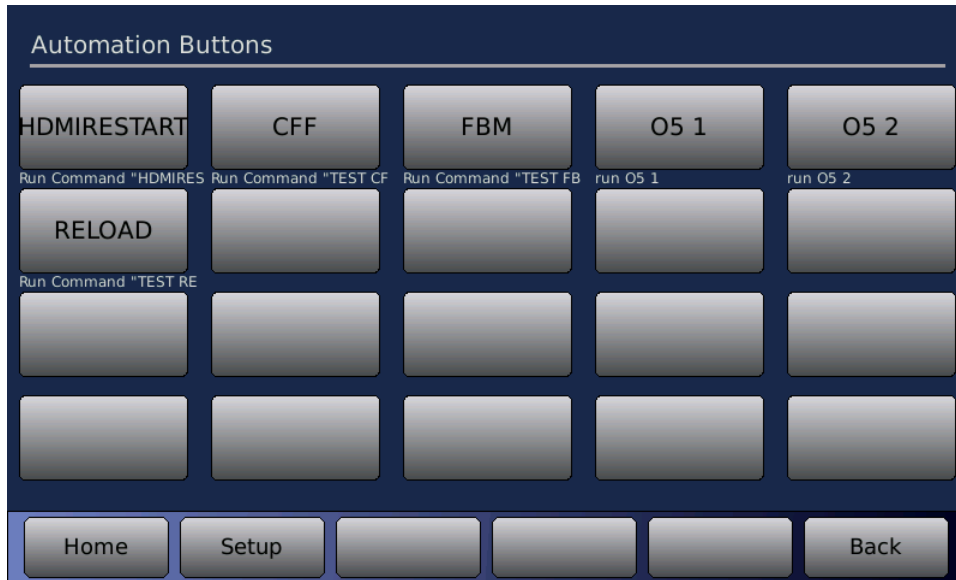 Automation Buttons
HDMIRESTART CFF FBM O5 1 O5 2
Run Command "HDMIRES Run Command "TEST CF Run Command "TEST FB run O5 1 run O5 2
RELOAD
Run Command "TEST RE
Home Setup Back